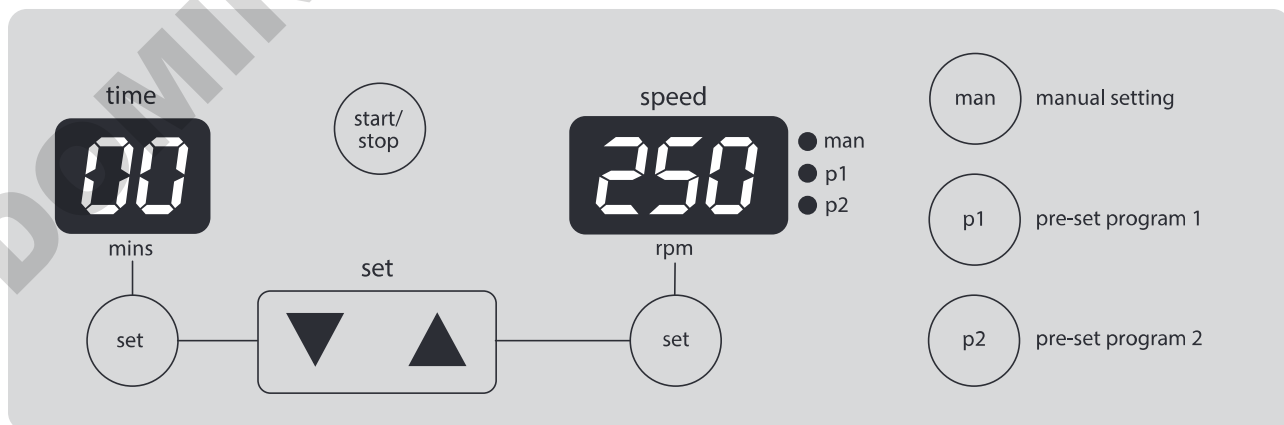 time
00
mins
set
start/
stop
set
speed
250
rpm
set
man
p1
p2
man
manual setting
p1
pre-set program 1
p2
pre-set program 2